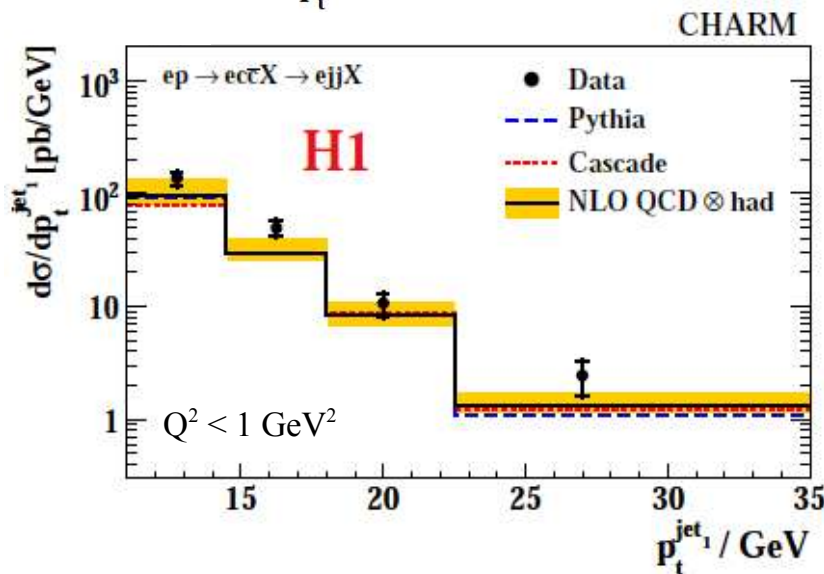 CHARM
ep → ecc̄X → ejjX
H1
Data
Pythia
Cascade
NLO QCD ⊗ had
Q² < 1 GeV²
dσ/dp_t^{jet₁} [pb/GeV]
10³
10²
10
1
15 20 25 30 35
p_t^{jet₁} / GeV